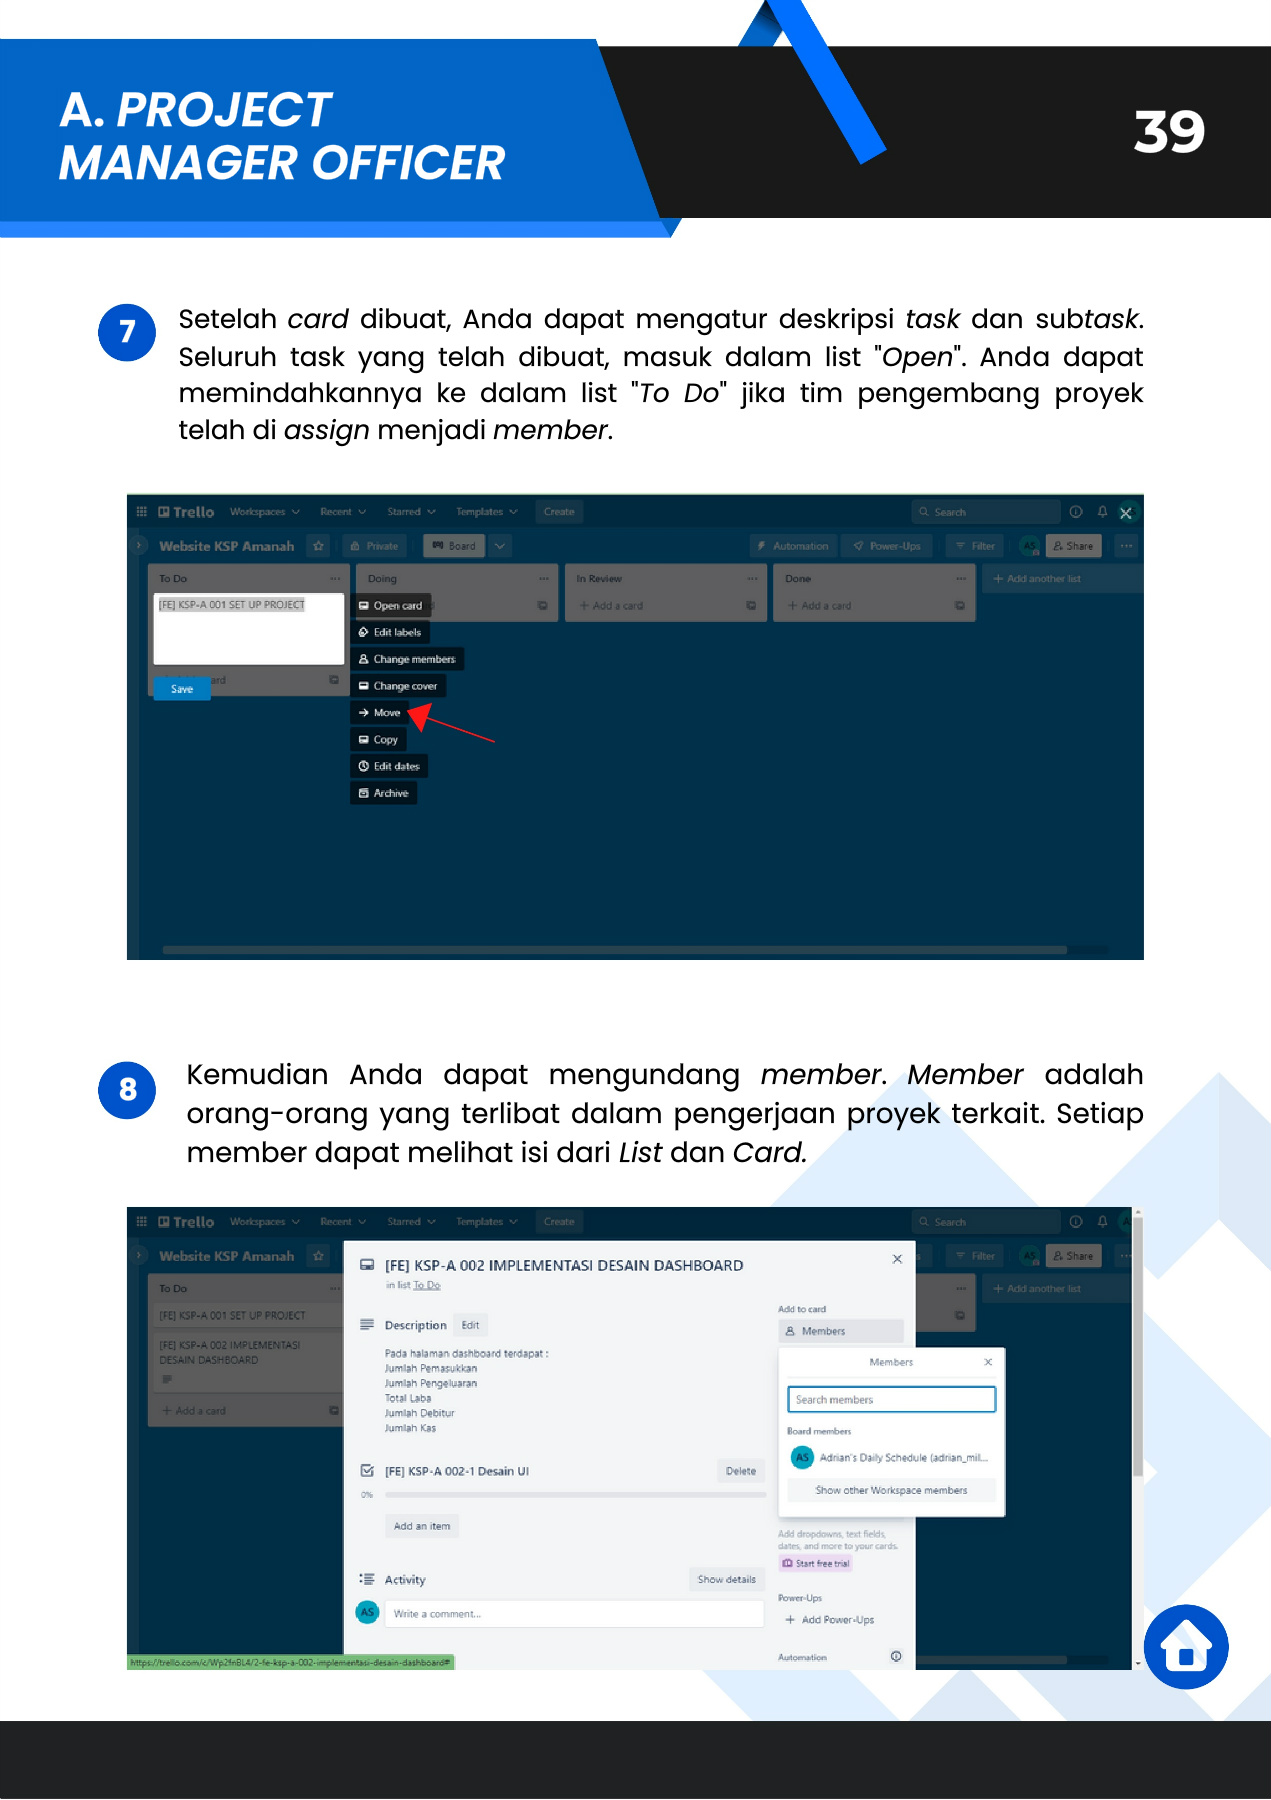 A. PROJECT
MANAGER OFFICER
39
7
Setelah card dibuat, Anda dapat mengatur deskripsi task dan subtask.
Seluruh task yang telah dibuat, masuk dalam list "Open". Anda dapat
memindahkannya ke dalam list "To Do" jika tim pengembang proyek
telah di assign menjadi member.
Trello Workspaces Recent Starred Templates Create Search
Website KSP Amanah Private Board Automation Power-Ups Filter AS Share
To Do Doing In Review Done + Add another list
[FE] KSP-A 001 SET UP PROJECT Open card + Add a card + Add a card
Edit labels
Change members
Save Change cover
Move
Copy
Edit dates
Archive
8
Kemudian Anda dapat mengundang member. Member adalah
orang-orang yang terlibat dalam pengerjaan proyek terkait. Setiap
member dapat melihat isi dari List dan Card.
Trello Workspaces Recent Starred Templates Create Search
Website KSP Amanah Filter AS Share
To Do + Add another list
[FE] KSP-A 001 SET UP PROJECT
[FE] KSP-A 002 IMPLEMENTASI
DESAIN DASHBOARD
+ Add a card
[FE] KSP-A 002 IMPLEMENTASI DESAIN DASHBOARD
in list To Do
Description Edit
Pada halaman dashboard terdapat :
Jumlah Pemasukkan
Jumlah Pengeluaran
Total Laba
Jumlah Debitur
Jumlah Kas
[FE] KSP-A 002-1 Desain UI Delete
0%
Add an item
Activity Show details
AS Write a comment...
Add to card
Members
Members
Search members
Board members
AS Adrian's Daily Schedule (adrian_mil...
Show other Workspace members
Add dropdowns, text fields,
dates, and more to your cards.
Start free trial
Power-Ups
+ Add Power-Ups
Automation
https://trello.com/c/Wp2fnBL4/2-fe-ksp-a-002-implementasi-desain-dashboard#